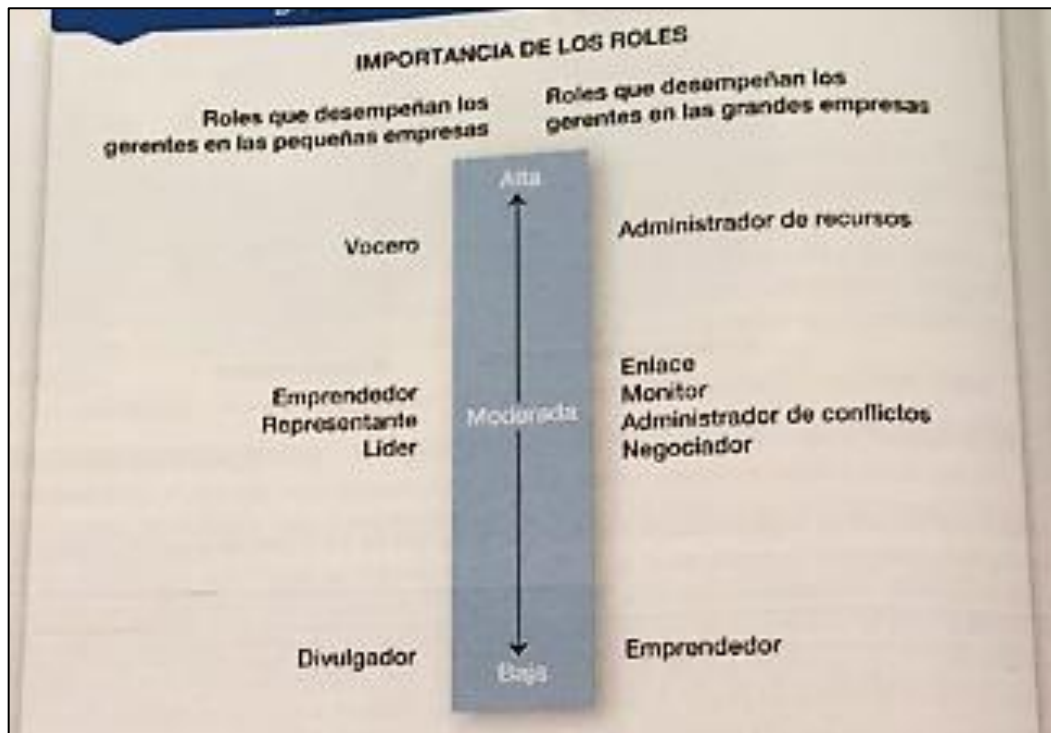 IMPORTANCIA DE LOS ROLES
Roles que desempeñan los
gerentes en las pequeñas empresas
Roles que desempeñan los
gerentes en las grandes empresas
Alta
Vocero
Administrador de recursos
Emprendedor
Representante
Líder
Moderada
Enlace
Monitor
Administrador de conflictos
Negociador
Divulgador
Baja
Emprendedor